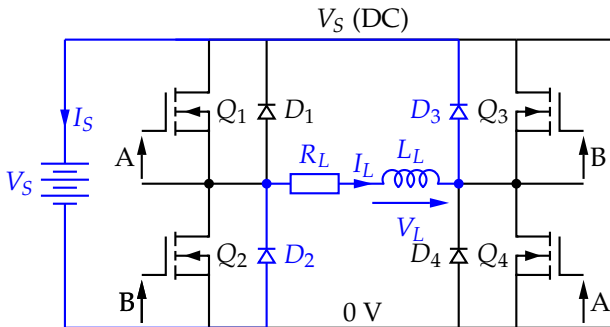 V_S (DC)
I_S
Q_1
D_1
D_3
Q_3
A
R_L
I_L
L_L
B
V_S
V_L
Q_2
D_2
D_4
Q_4
B
0 V
A